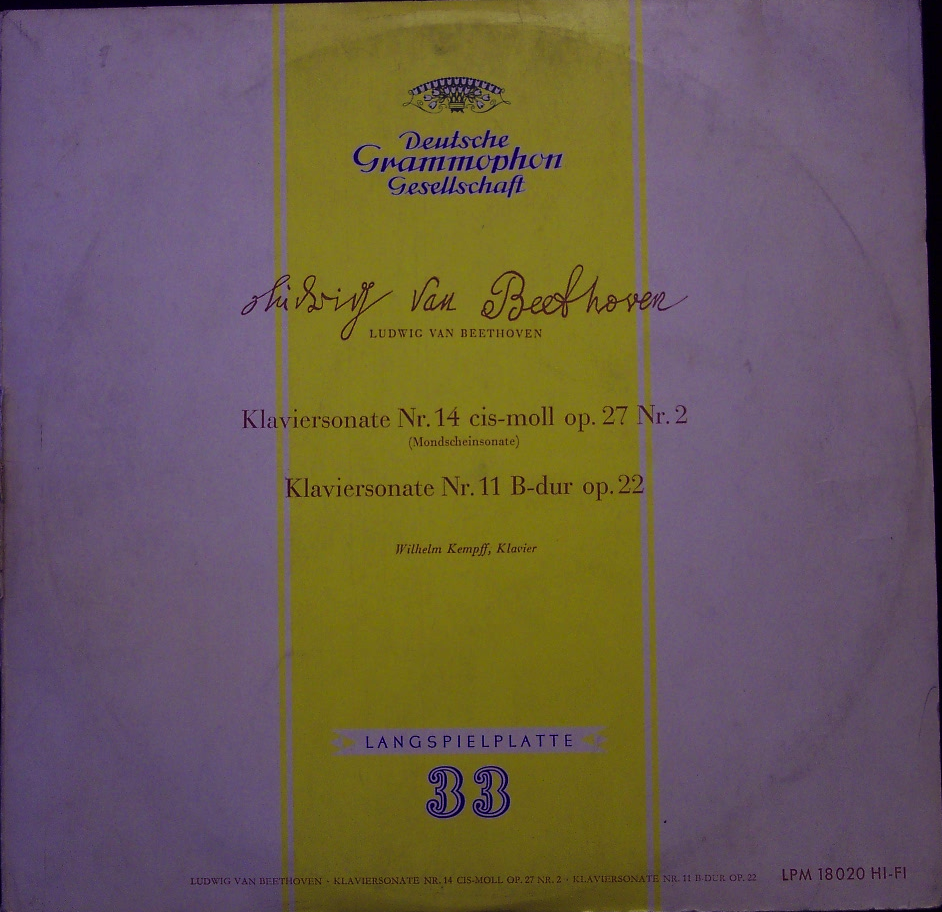 Deutsche
Grammophon
Gesellschaft
Ludwig van Beethoven
LUDWIG VAN BEETHOVEN
Klaviersonate Nr. 14 cis-moll op. 27 Nr. 2
(Mondscheinsonate)
Klaviersonate Nr. 11 B-dur op. 22
Wilhelm Kempff, Klavier
LANGSPIELPLATTE
33
LUDWIG VAN BEETHOVEN · KLAVIERSONATE NR. 14 CIS-MOLL OP. 27 NR. 2 · KLAVIERSONATE NR. 11 B-DUR OP. 22
LPM 18020 HI-FI